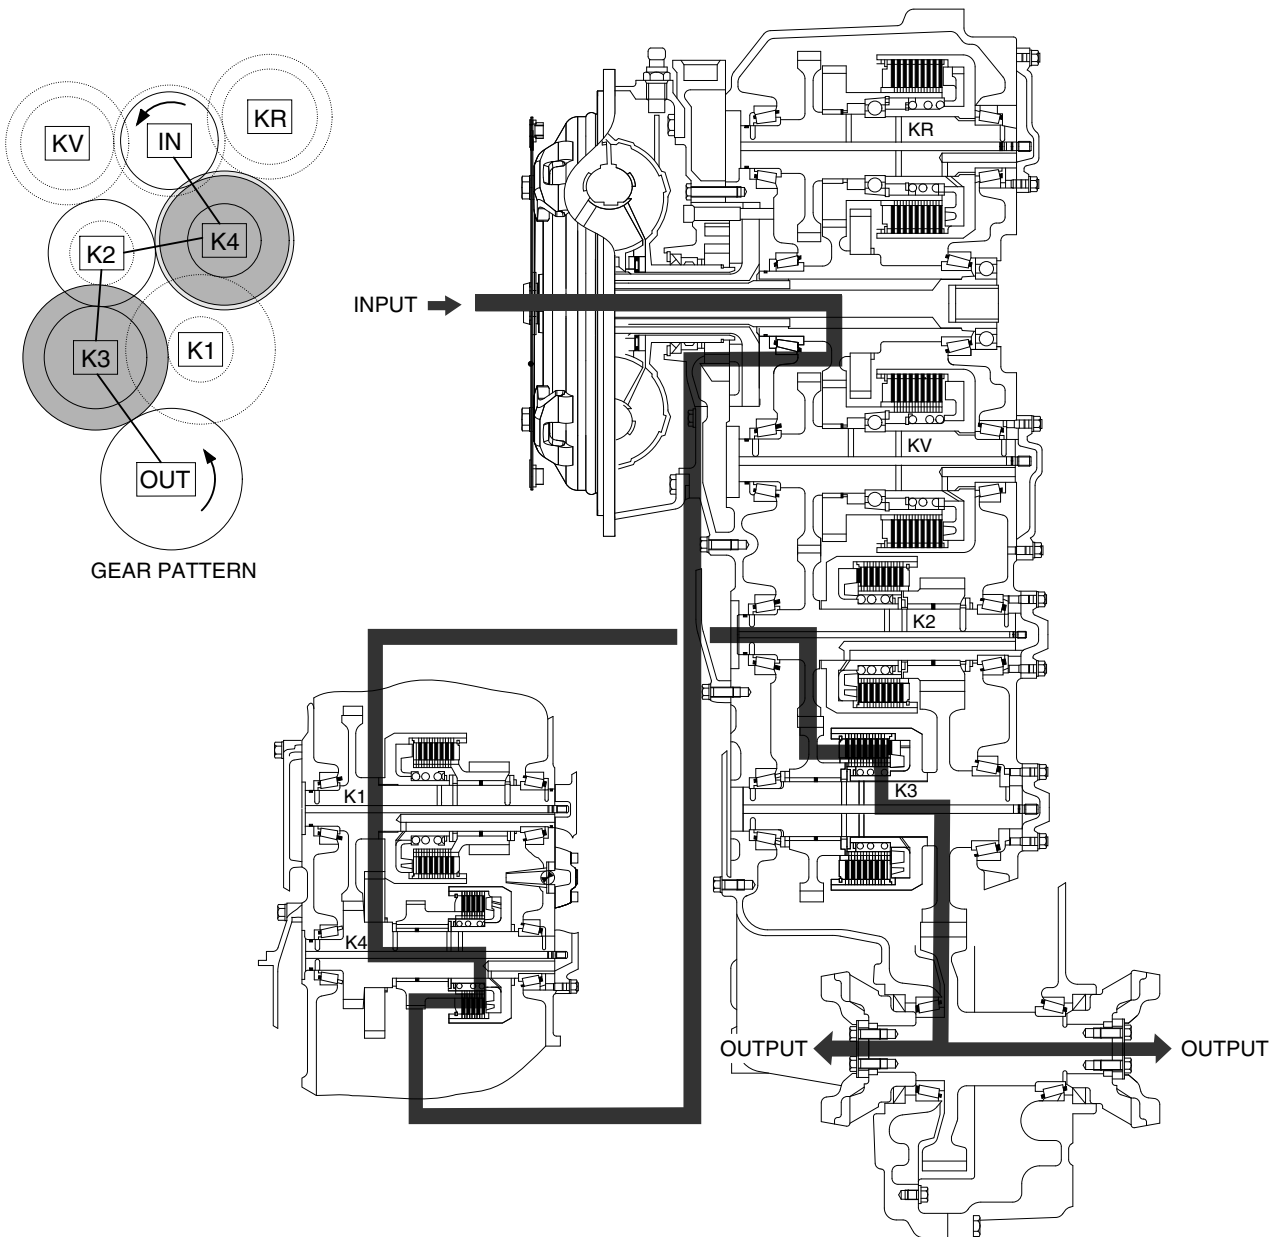 KV
IN
KR
K2
K4
K3
K1
OUT
GEAR PATTERN
INPUT
KR
KV
K2
K3
K1
K4
OUTPUT
OUTPUT